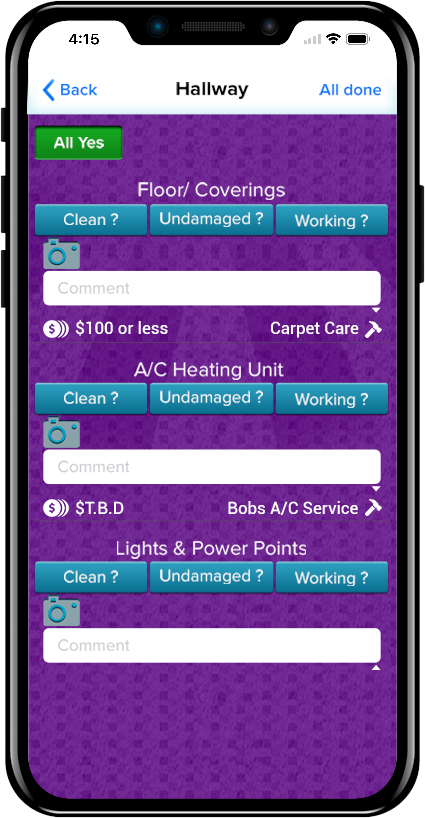 4:15
Back Hallway All done
All Yes
Floor/ Coverings
Clean ? Undamaged ? Working ?
Comment
$100 or less Carpet Care
A/C Heating Unit
Clean ? Undamaged ? Working ?
Comment
$T.B.D Bobs A/C Service
Lights & Power Points
Clean ? Undamaged ? Working ?
Comment